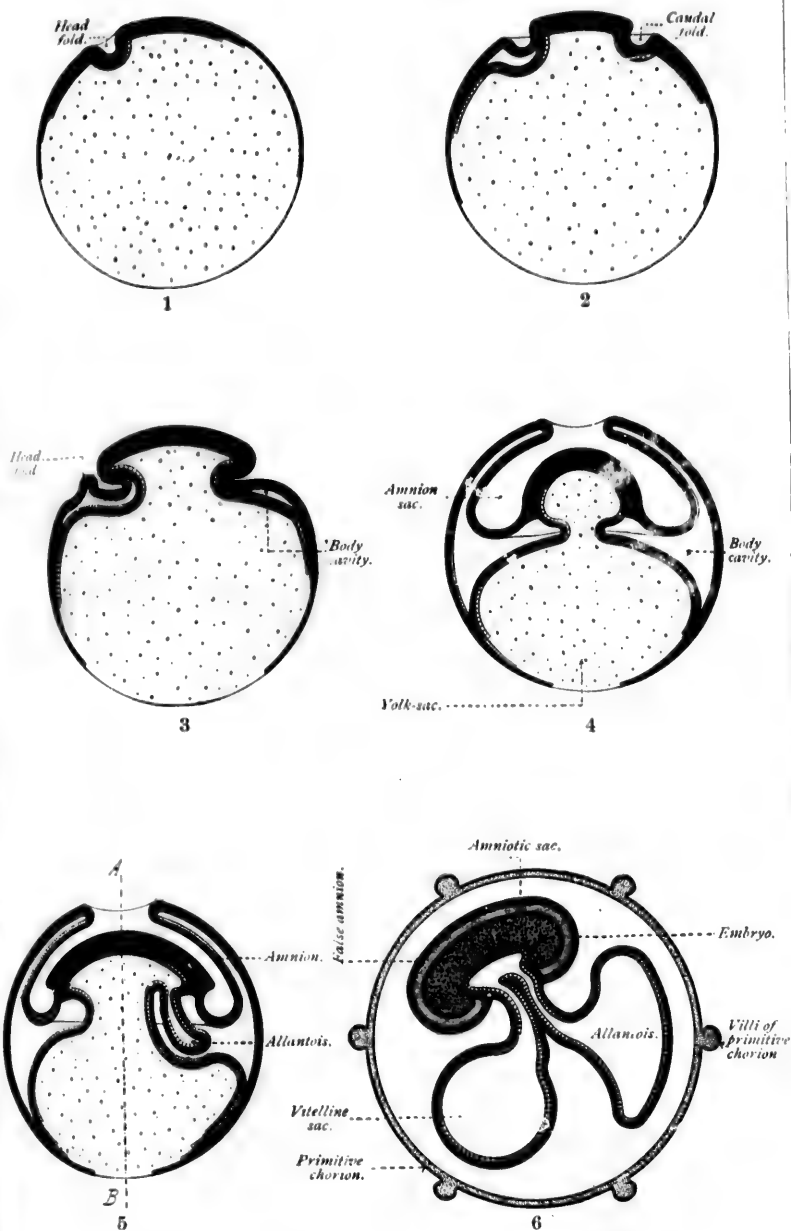 Head
fold.
1
Caudal
fold.
2
Head
Body
cavity.
3
Amnion
sac.
Body
cavity.
Yolk-sac.
4
A
Amnion.
Allantois.
B
5
Amniotic sac.
False amnion.
Embryo.
Allantois.
Villi of
primitive
chorion
Vitelline
sac.
Primitive
chorion.
6